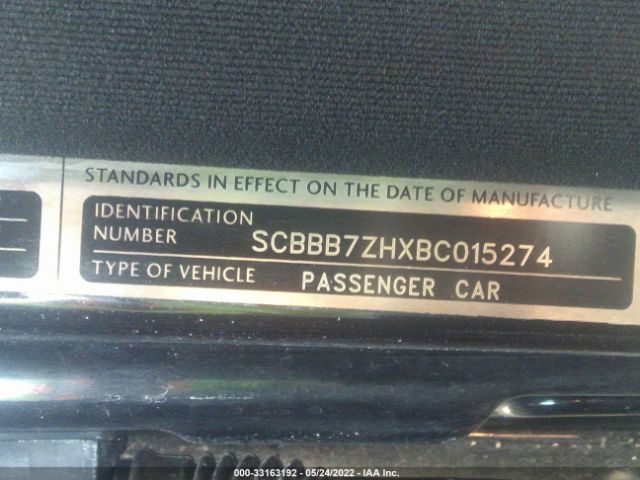 STANDARDS IN EFFECT ON THE DATE OF MANUFACTURE
IDENTIFICATION
NUMBER SCBBB7ZHXBC015274
TYPE OF VEHICLE PASSENGER CAR
000-33163192 - 05/24/2022 - IAA Inc.